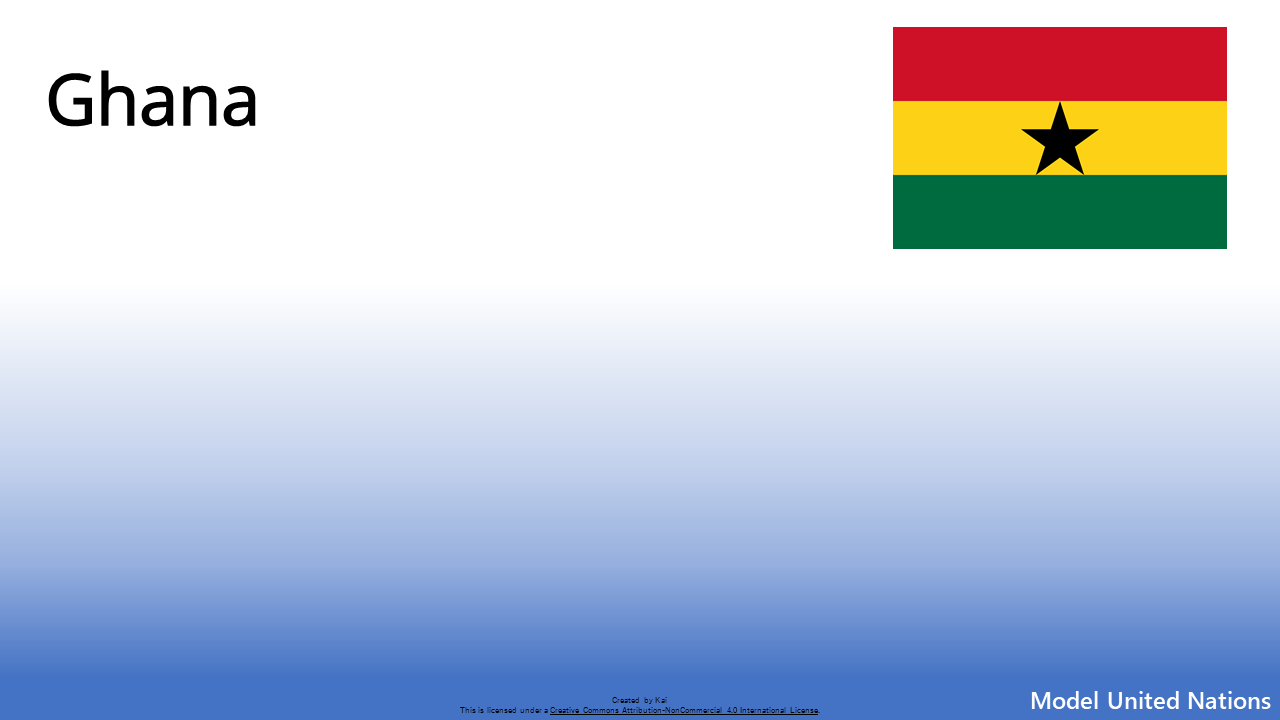 Ghana
Created by Kai
This is licensed under a Creative Commons Attribution-NonCommercial 4.0 International License.
Model United Nations